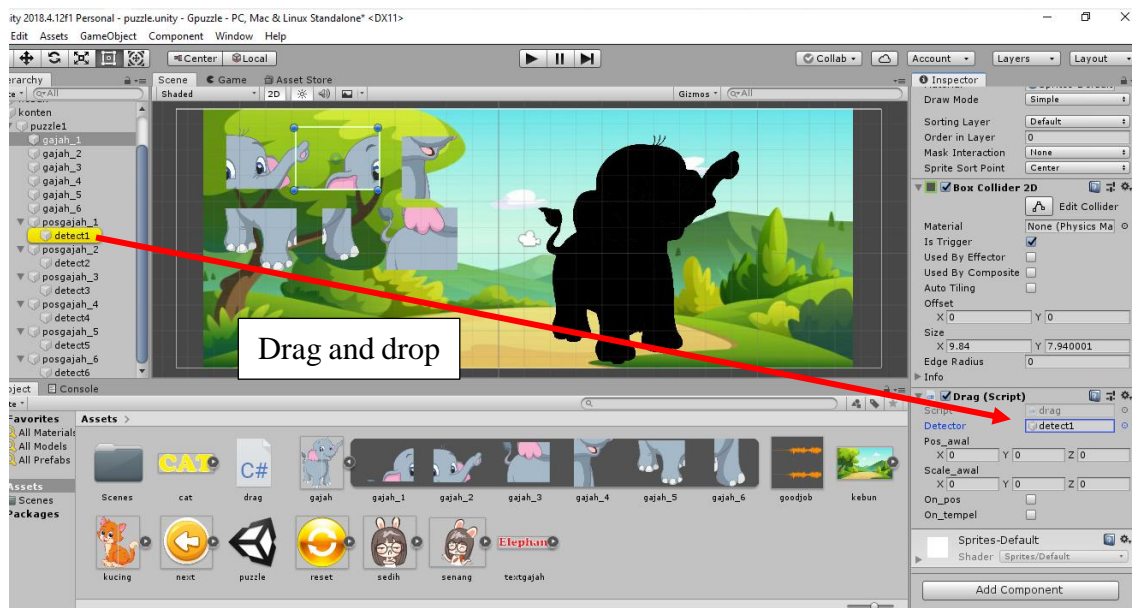 ity 2018.4.12f1 Personal - puzzle.unity - Gpuzzle - PC, Mac & Linux Standalone* <DX11>
Edit Assets GameObject Component Window Help
Center Local Collab Account Layers Layout
erarchy Scene Game Asset Store Inspector
All Shaded 2D Gizmos All
Draw Mode Simple
konten
puzzle1
Sorting Layer Default
gajah_1
Order in Layer 0
gajah_2
Mask Interaction None
gajah_3
Sprite Sort Point Center
gajah_4
gajah_5
Box Collider 2D
gajah_6
Edit Collider
posgajah_1
Material None (Physics Ma
detect1
Is Trigger
posgajah_2
Used By Effector
detect2
Used By Composite
posgajah_3
Auto Tiling
detect3
Offset
posgajah_4
X 0 Y 0
detect4
Size
posgajah_5
X 9.84 Y 7.940001
detect5
Edge Radius 0
posgajah_6
Info
detect6
Drag and drop
oject Console
Drag (Script)
Script drag
Favorites Assets >
Detector detect1
All Materials
All Models
All Prefabs
Pos_awal
X 0 Y 0 Z 0
Scale_awal
X 0 Y 0 Z 0
Assets
Scenes
Packages
On_pos
On_tempel
CAT C#
Scenes cat drag gajah gajah_1 gajah_2 gajah_3 gajah_4 gajah_5 gajah_6 goodjob kebun
Sprites-Default
Shader Sprites/Default
Elephan
kucing next puzzle reset sedih senang textgajah
Add Component